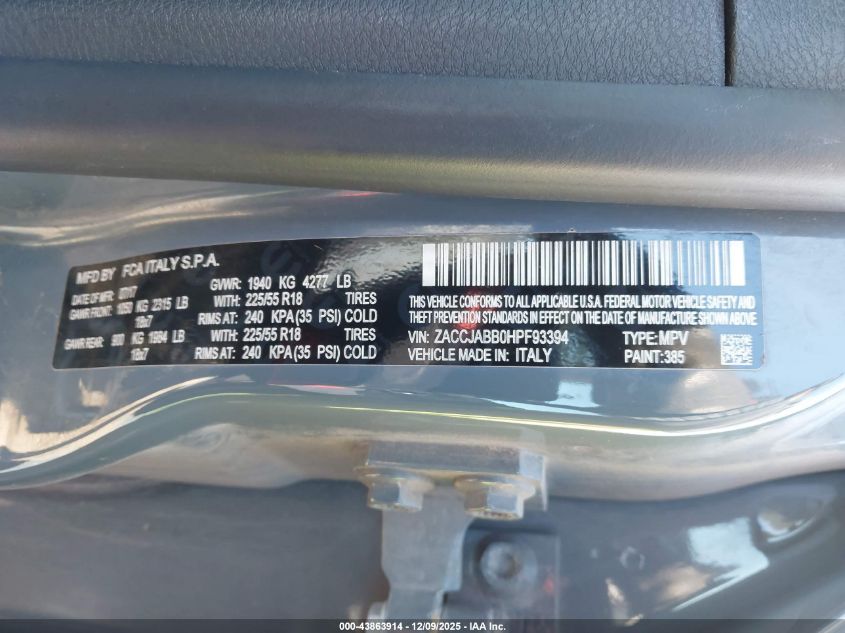 MFD BY FCA ITALY S.P.A.
DATE OF MFD: GVWR: 1940 KG 4277 LB
GAWR FRONT: 1050 KG 2315 LB WITH: 225/55 R18 TIRES
18x7 RIMS AT: 240 KPA(35 PSI) COLD
GAWR REAR: 900 KG 1984 LB WITH: 225/55 R18 TIRES
18x7 RIMS AT: 240 KPA(35 PSI) COLD
THIS VEHICLE CONFORMS TO ALL APPLICABLE U.S.A. FEDERAL MOTOR VEHICLE SAFETY, BUMPER, AND
THEFT PREVENTION STANDARDS IN EFFECT ON THE DATE OF MANUFACTURE SHOWN ABOVE
VIN: ZACCJABB0HPF93394 TYPE: MPV
VEHICLE MADE IN: ITALY PAINT: 385
000-43863914 - 12/09/2025 - IAA Inc.